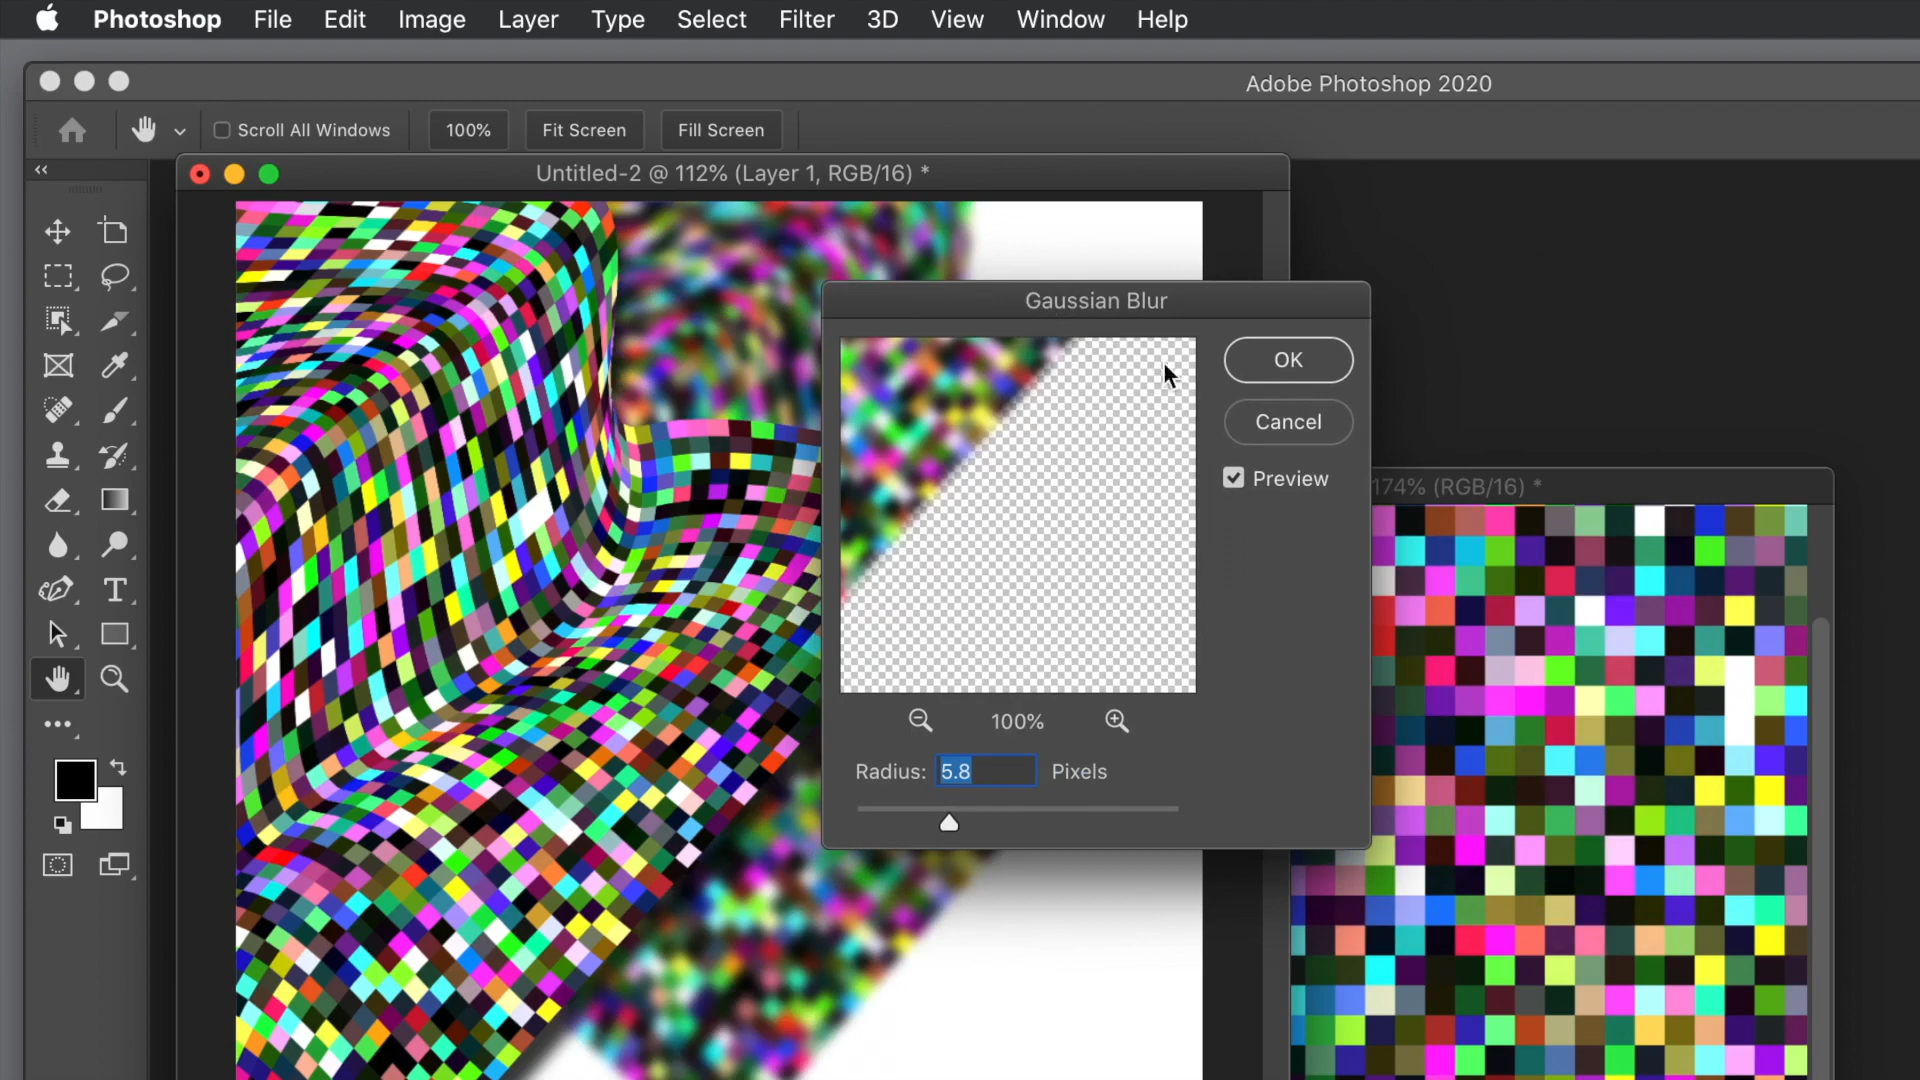 Photoshop File Edit Image Layer Type Select Filter 3D View Window Help
Adobe Photoshop 2020
Scroll All Windows 100% Fit Screen Fill Screen
Untitled-2 @ 112% (Layer 1, RGB/16) *
Gaussian Blur
OK
Cancel
Preview
174% (RGB/16) *
100%
Radius: 5.8 Pixels